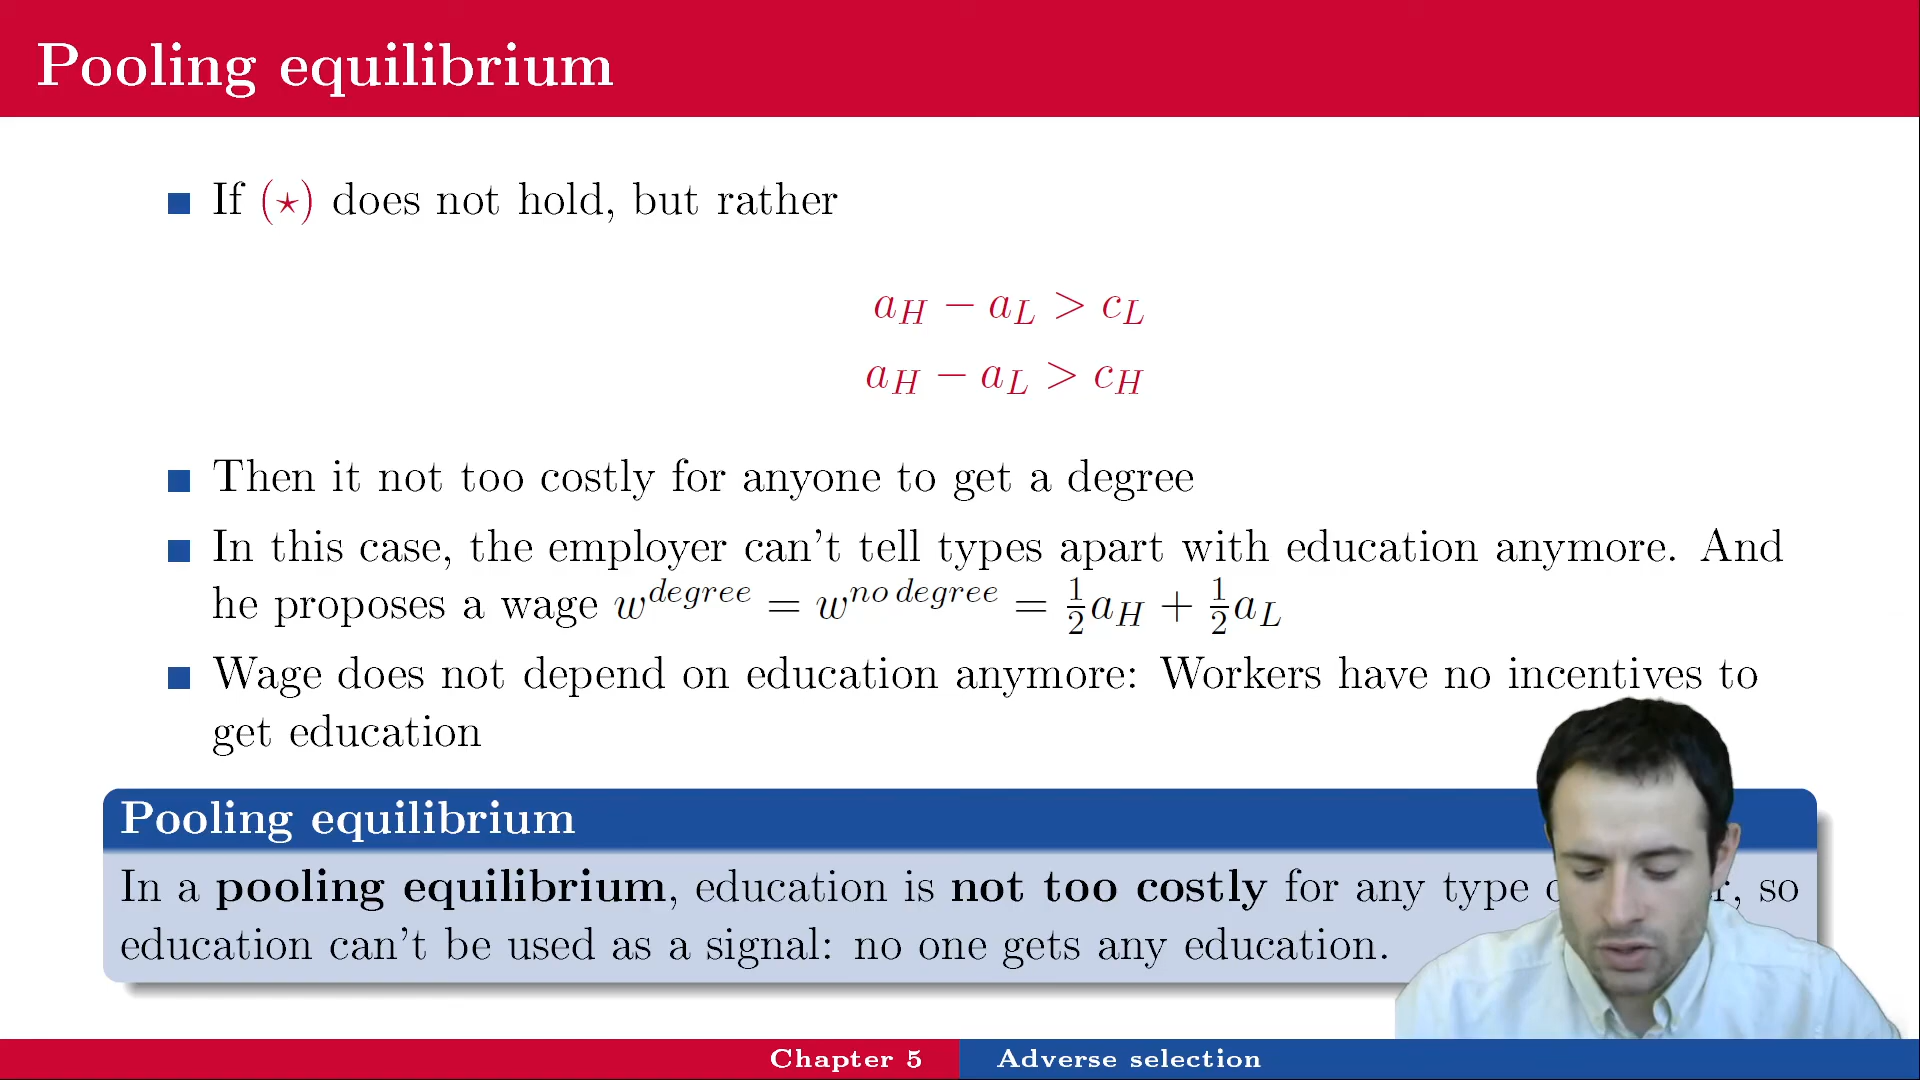 Pooling equilibrium
If (⋆) does not hold, but rather
a_H − a_L > c_L
a_H − a_L > c_H
Then it not too costly for anyone to get a degree
In this case, the employer can't tell types apart with education anymore. And
he proposes a wage w^{degree} = w^{no degree} = \frac{1}{2}a_H + \frac{1}{2}a_L
Wage does not depend on education anymore: Workers have no incentives to
get education
Pooling equilibrium
In a pooling equilibrium, education is not too costly for any type so
education can't be used as a signal: no one gets any education.
Chapter 5
Adverse selection